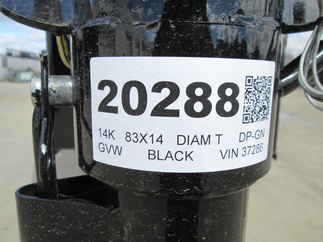 20288
14K 83X14 DIAM T DP-GN
GVW BLACK VIN 37286